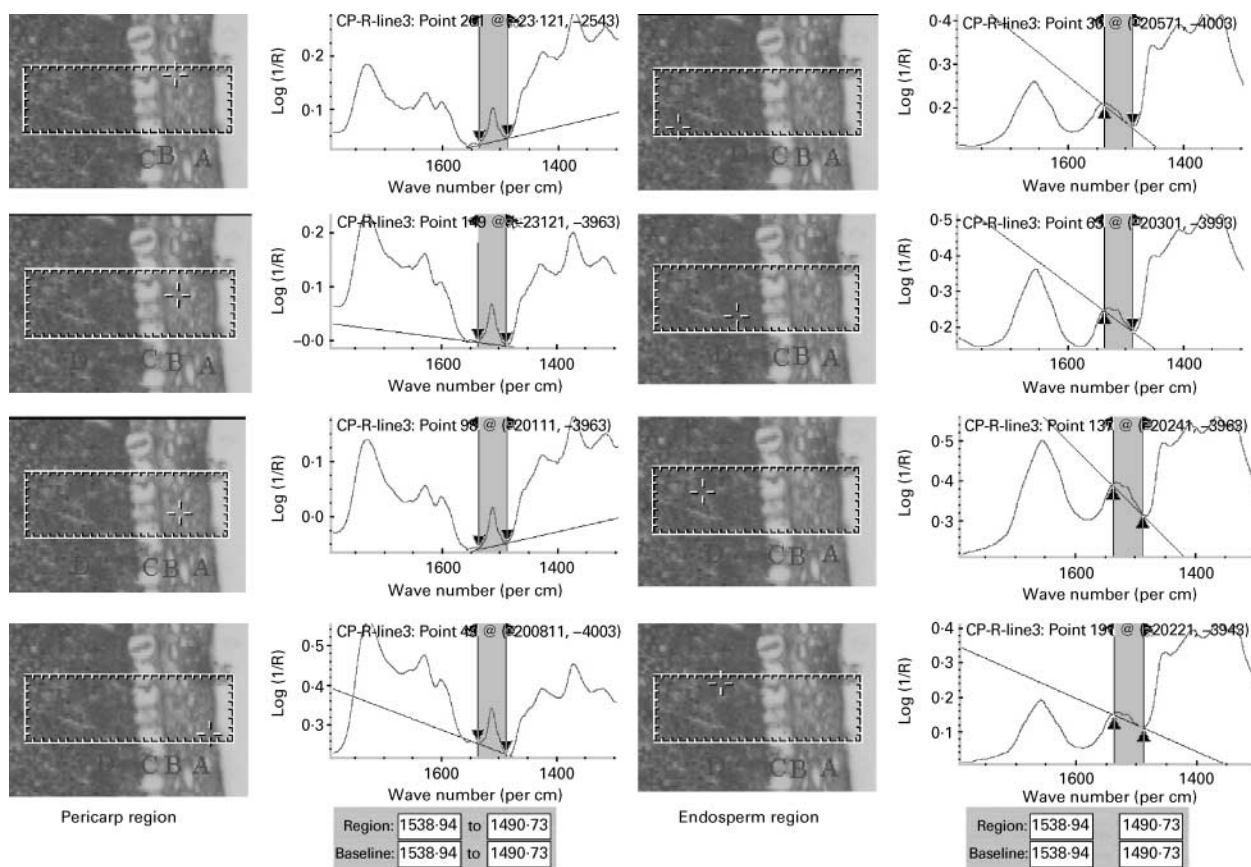 CP-R-line3: Point 201 @ (-23·121, -2543)
Log (1/R)
0·2
0·1
1600
1400
Wave number (per cm)
D C B A
CP-R-line3: Point 30 @ (-20571, -4003)
Log (1/R)
0·4
0·3
0·2
1600
1400
Wave number (per cm)
D C B A
CP-R-line3: Point 149 @ (-23121, -3963)
Log (1/R)
0·2
0·1
-0·0
1600
1400
Wave number (per cm)
D C B A
CP-R-line3: Point 63 @ (-20301, -3993)
Log (1/R)
0·5
0·4
0·3
0·2
1600
1400
Wave number (per cm)
D C B A
CP-R-line3: Point 98 @ (-20111, -3963)
Log (1/R)
0·1
0·1
0·0
1600
1400
Wave number (per cm)
D C B A
CP-R-line3: Point 137 @ (-20241, -3963)
Log (1/R)
0·5
0·4
0·3
1600
1400
Wave number (per cm)
D C B A
CP-R-line3: Point 45 @ (-200811, -4003)
Log (1/R)
0·5
0·4
0·3
1600
1400
Wave number (per cm)
D C B A
CP-R-line3: Point 191 @ (-20221, -3943)
Log (1/R)
0·4
0·3
0·2
0·1
1600
1400
Wave number (per cm)
D C B A
Pericarp region
Region: 1538·94 to 1490·73
Baseline: 1538·94 to 1490·73
Endosperm region
Region: 1538·94 1490·73
Baseline: 1538·94 1490·73